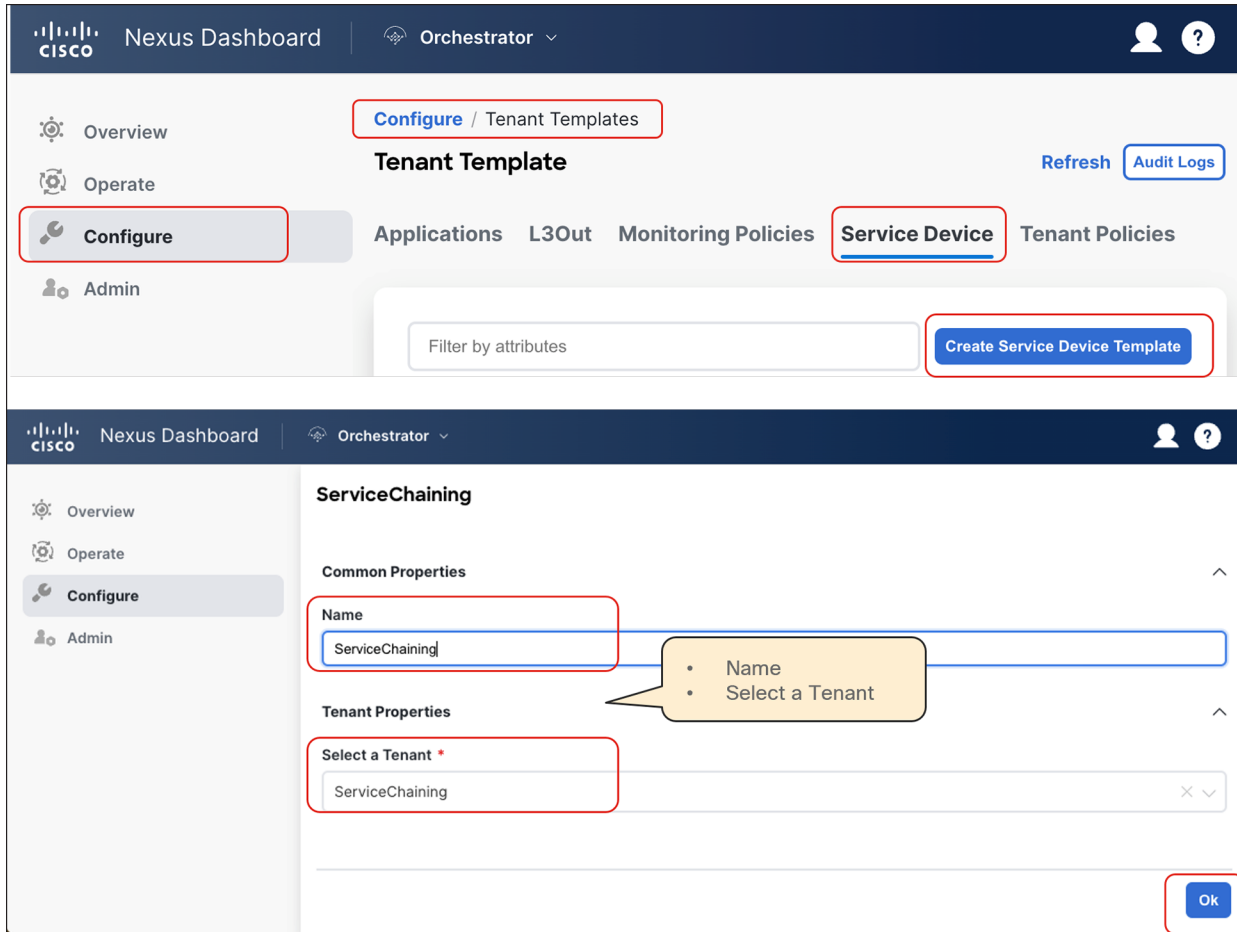 CISCO Nexus Dashboard Orchestrator ?
Overview
Operate
Configure
Admin
Configure / Tenant Templates
Tenant Template
Refresh Audit Logs
Applications L3Out Monitoring Policies Service Device Tenant Policies
Filter by attributes Create Service Device Template
CISCO Nexus Dashboard Orchestrator ?
Overview
Operate
Configure
Admin
ServiceChaining
Common Properties
Name
ServiceChaining
• Name
• Select a Tenant
Tenant Properties
Select a Tenant *
ServiceChaining
Ok